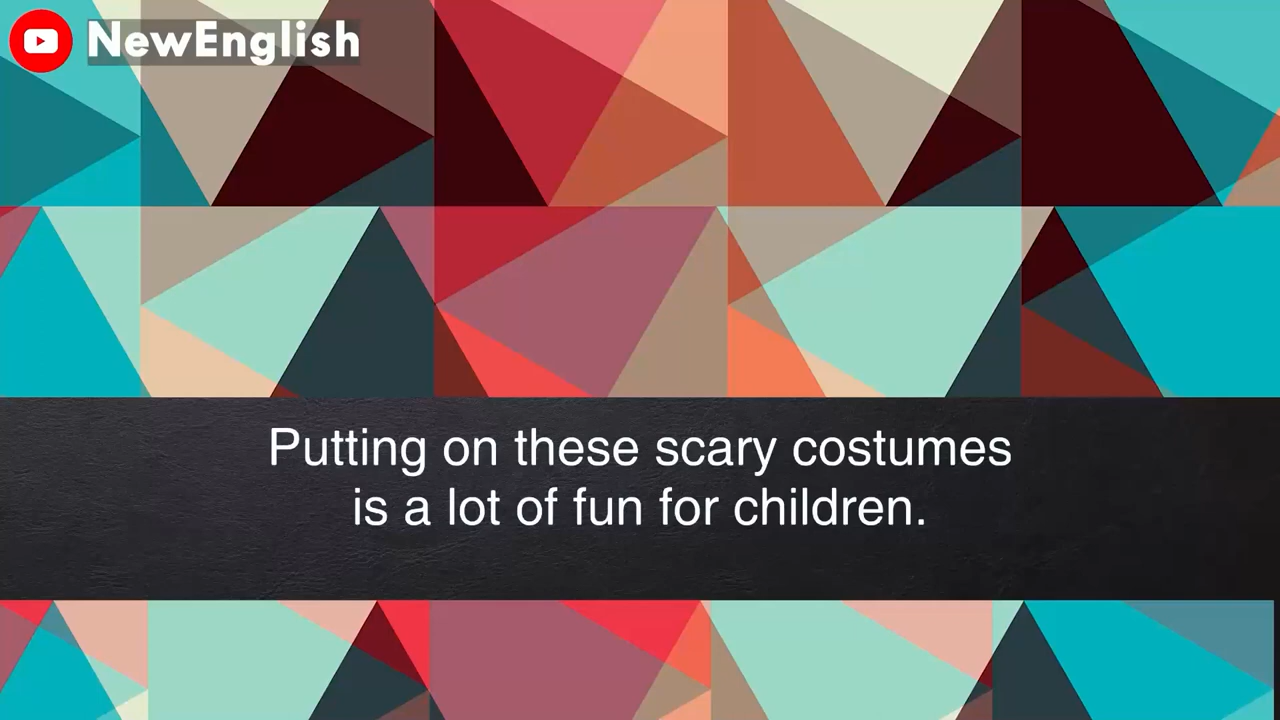 NewEnglish
Putting on these scary costumes
is a lot of fun for children.